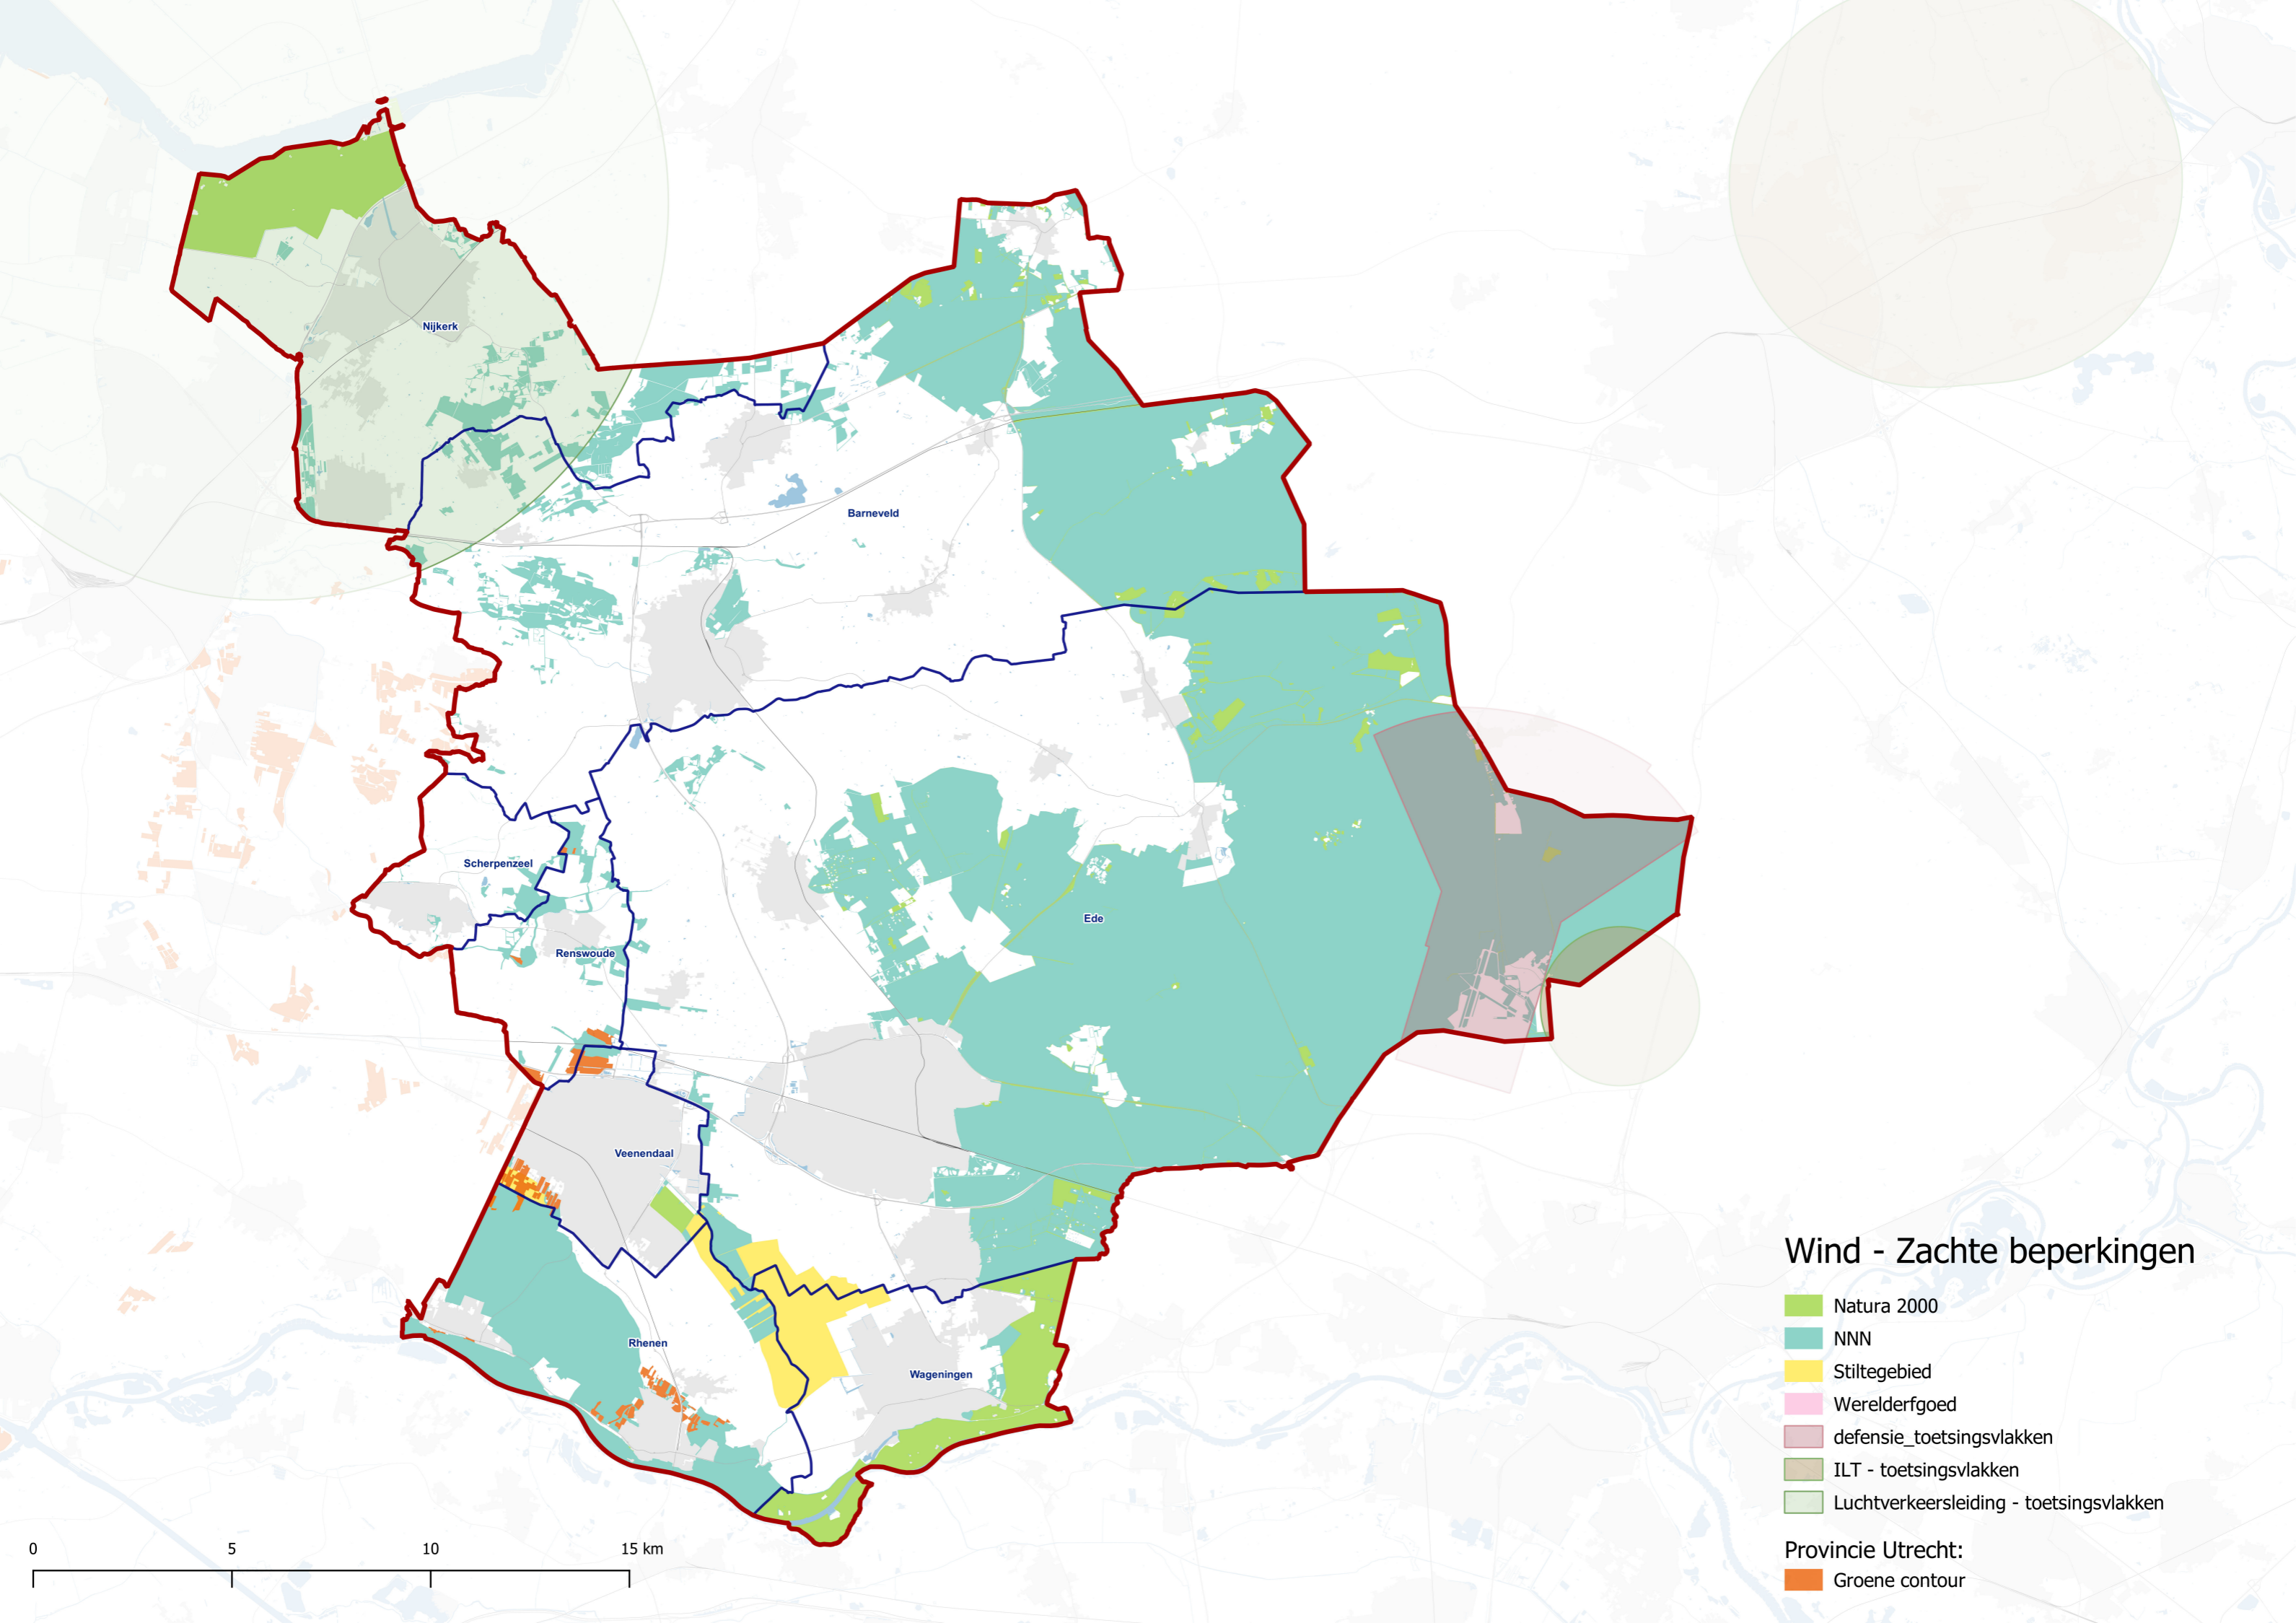 Nijkerk
Barneveld
Scherpenzeel
Ede
Renswoude
Veenendaal
Rhenen
Wageningen
Wind - Zachte beperkingen
Natura 2000
NNN
Stiltegebied
Werelderfgoed
defensie_toetsingsvlakken
ILT - toetsingsvlakken
Luchtverkeersleiding - toetsingsvlakken
Provincie Utrecht:
Groene contour
0 5 10 15 km